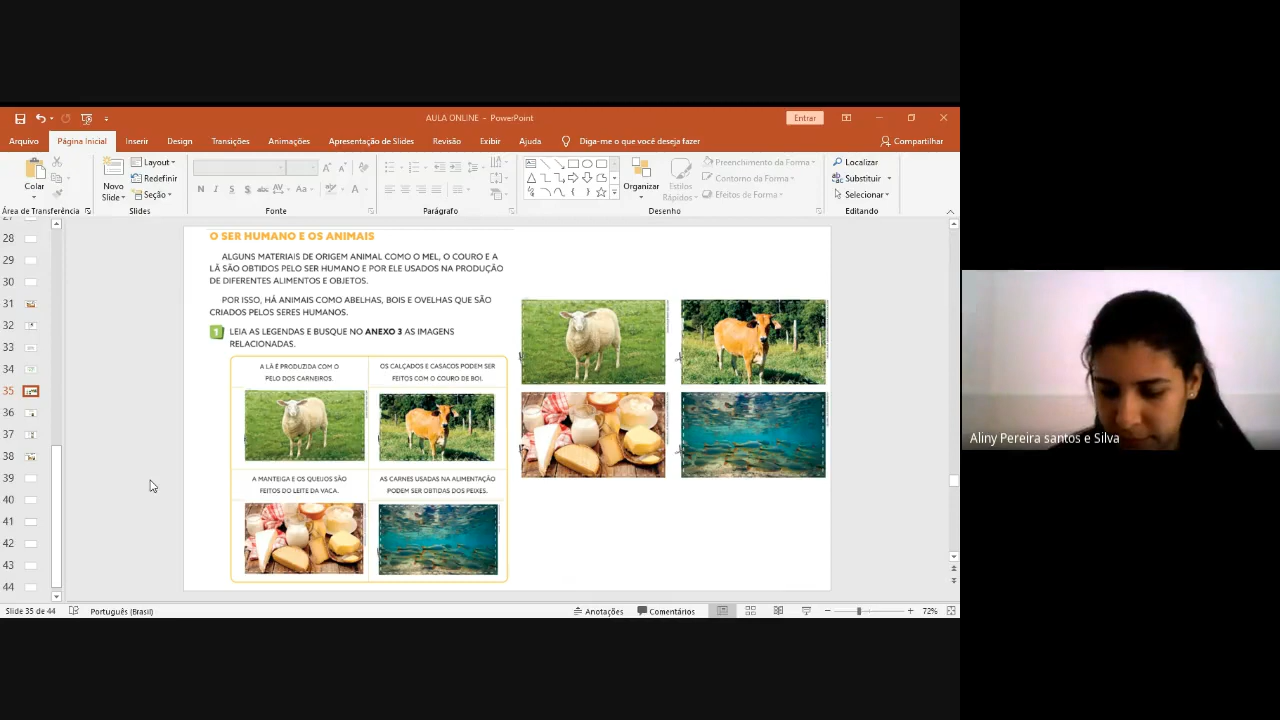 AULA ONLINE - PowerPoint
Entrar
Arquivo
Página Inicial
Inserir
Design
Transições
Animações
Apresentação de Slides
Revisão
Exibir
Ajuda
Diga-me o que você deseja fazer
Compartilhar
Colar
Novo
Slide
Layout
Redefinir
Seção
N I S S abc AV Aa A
Organizar
Estilos
Rápidos
Preenchimento da Forma
Contorno da Forma
Efeitos de Forma
Localizar
Substituir
Selecionar
Área de Transferência
Slides
Fonte
Parágrafo
Desenho
Editando
27
28
29
30
31
32
33
34
35
36
37
38
39
40
41
42
43
44
O SER HUMANO E OS ANIMAIS
ALGUNS MATERIAIS DE ORIGEM ANIMAL COMO O MEL, O COURO E A
LÃ SÃO OBTIDOS PELO SER HUMANO E POR ELE USADOS NA PRODUÇÃO
DE DIFERENTES ALIMENTOS E OBJETOS.
POR ISSO, HÁ ANIMAIS COMO ABELHAS, BOIS E OVELHAS QUE SÃO
CRIADOS PELOS SERES HUMANOS.
1 LEIA AS LEGENDAS E BUSQUE NO ANEXO 3 AS IMAGENS
RELACIONADAS.
A LÃ É PRODUZIDA COM O
PELO DOS CARNEIROS.
OS CALÇADOS E CASACOS PODEM SER
FEITOS COM O COURO DE BOI.
A MANTEIGA E OS QUEIJOS SÃO
FEITOS DO LEITE DA VACA.
AS CARNES USADAS NA ALIMENTAÇÃO
PODEM SER OBTIDAS DOS PEIXES.
Aliny Pereira santos e Silva
Slide 35 de 44
Português (Brasil)
Anotações
Comentários
72%